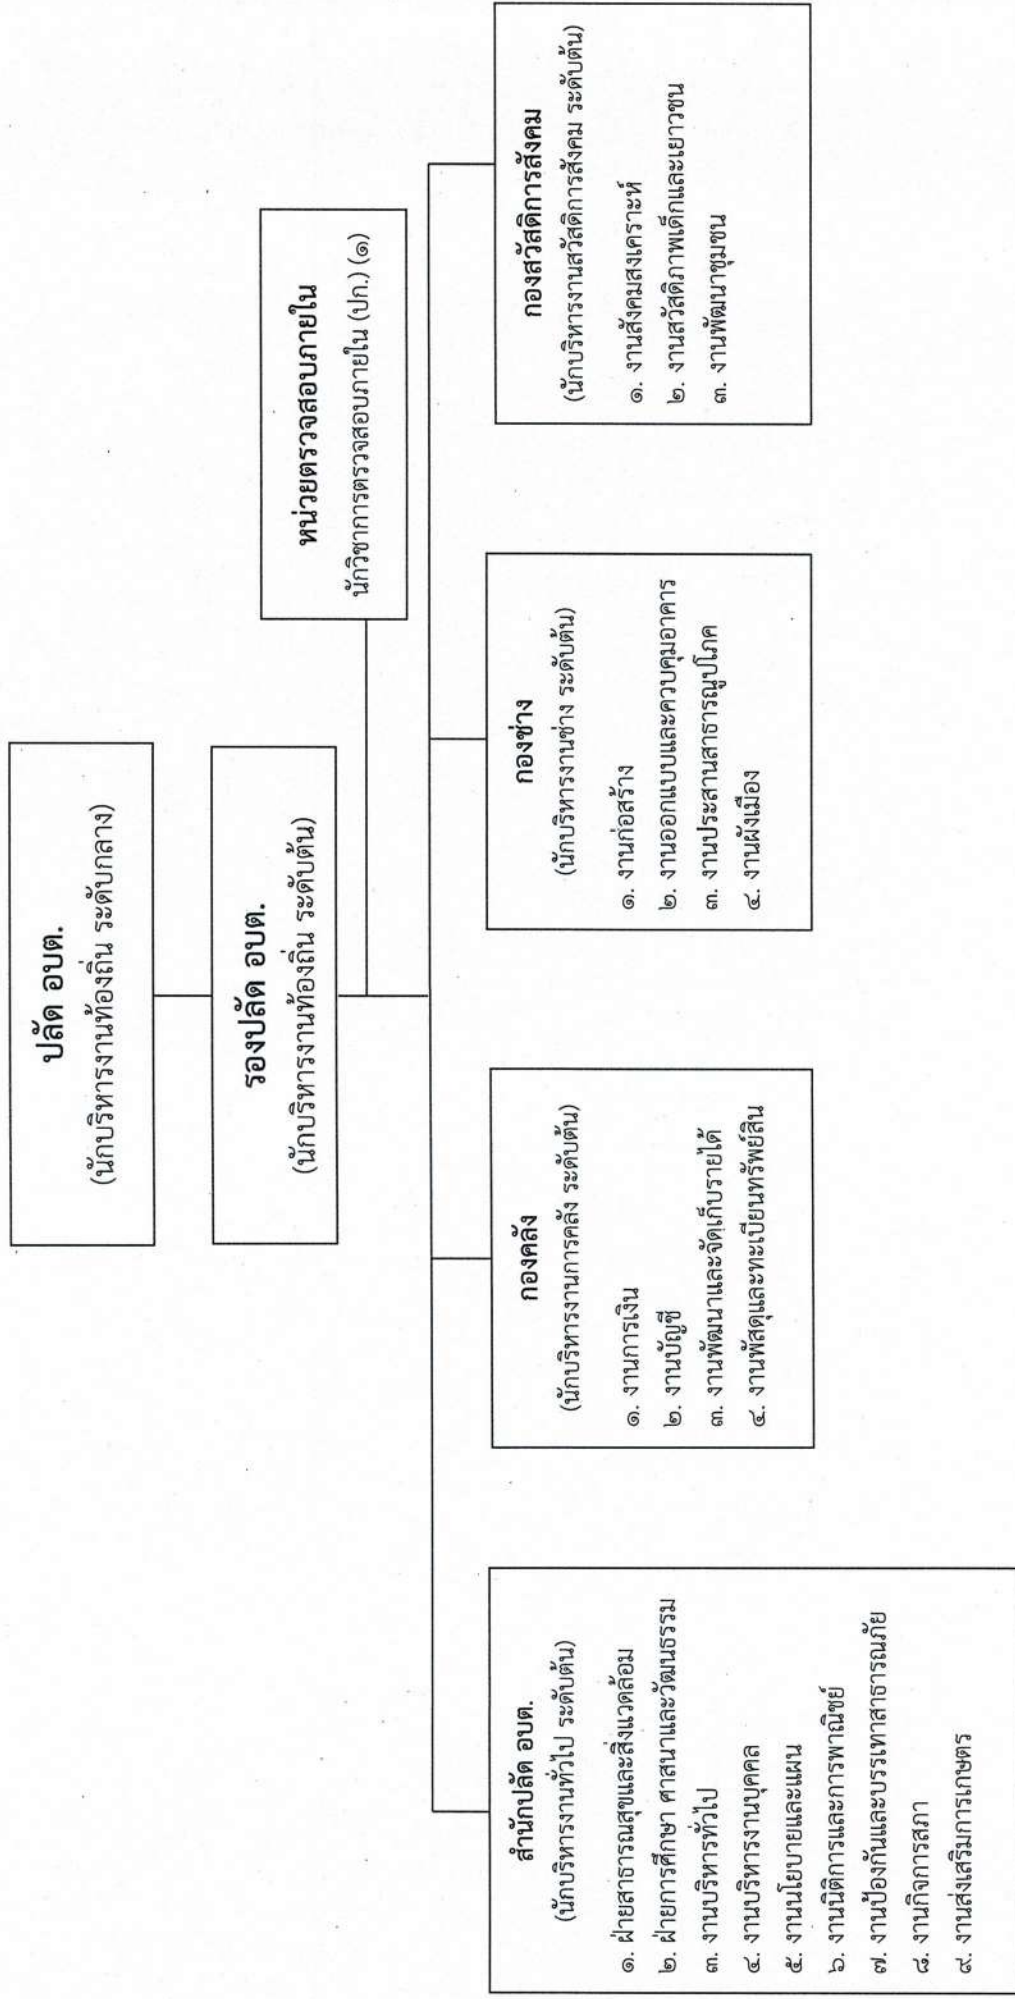 ปลัด อบต.
(นักบริหารงานท้องถิ่น ระดับกลาง)
รองปลัด อบต.
(นักบริหารงานท้องถิ่น ระดับต้น)
หน่วยตรวจสอบภายใน
นักวิชาการตรวจสอบภายใน (ปก.) (๑)
สำนักปลัด อบต.
(นักบริหารงานทั่วไป ระดับต้น)
๑. ฝ่ายสาธารณสุขและสิ่งแวดล้อม
๒. ฝ่ายการศึกษา ศาสนาและวัฒนธรรม
๓. งานบริหารทั่วไป
๔. งานบริหารงานบุคคล
๕. งานนโยบายและแผน
๖. งานนิติการและการพาณิชย์
๗. งานป้องกันและบรรเทาสาธารณภัย
๘. งานกิจการสภา
๙. งานส่งเสริมการเกษตร
กองคลัง
(นักบริหารงานการคลัง ระดับต้น)
๑. งานการเงิน
๒. งานบัญชี
๓. งานพัฒนาและจัดเก็บรายได้
๔. งานพัสดุและทะเบียนทรัพย์สิน
กองช่าง
(นักบริหารงานช่าง ระดับต้น)
๑. งานก่อสร้าง
๒. งานออกแบบและควบคุมอาคาร
๓. งานประสานสาธารณูปโภค
๔. งานผังเมือง
กองสวัสดิการสังคม
(นักบริหารงานสวัสดิการสังคม ระดับต้น)
๑. งานสังคมสงเคราะห์
๒. งานสวัสดิภาพเด็กและเยาวชน
๓. งานพัฒนาชุมชน